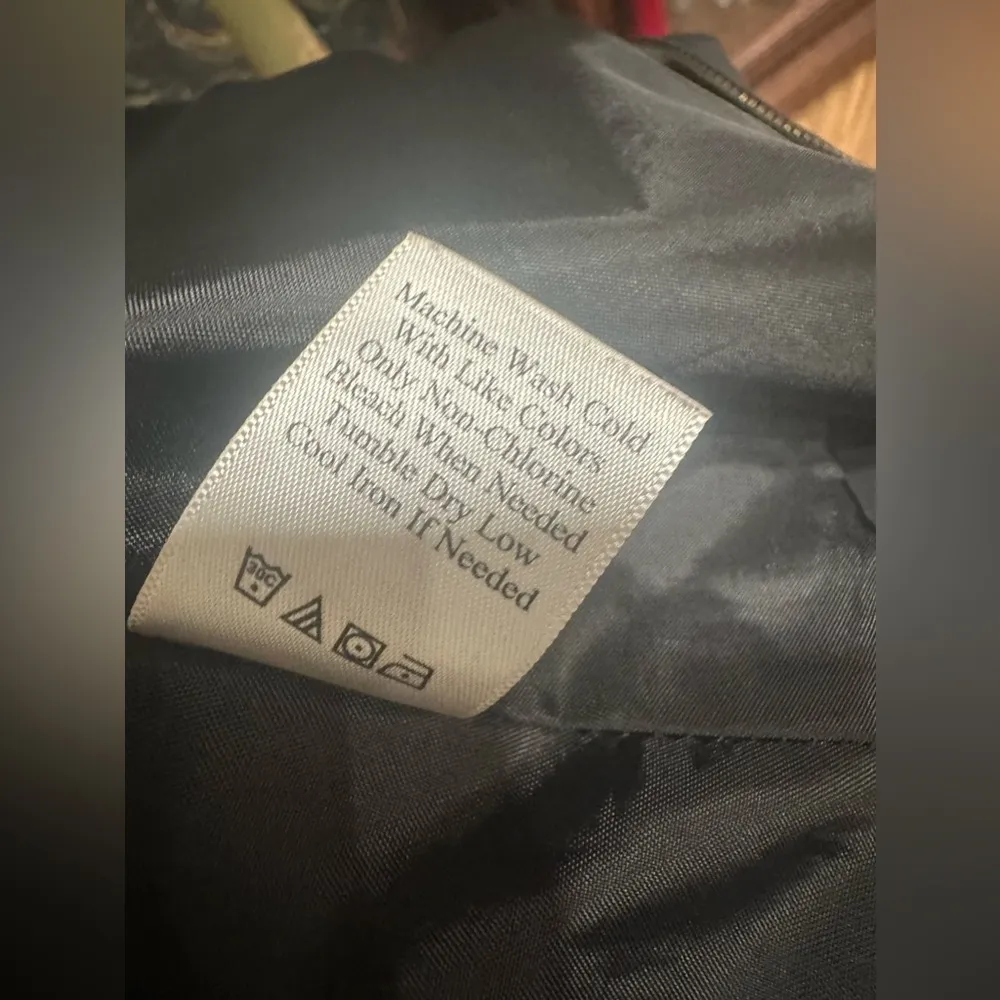 Machine Wash Cold
With Like Colors
Only Non-Chlorine
Bleach When Needed
Tumble Dry Low
Cool Iron If Needed
30C